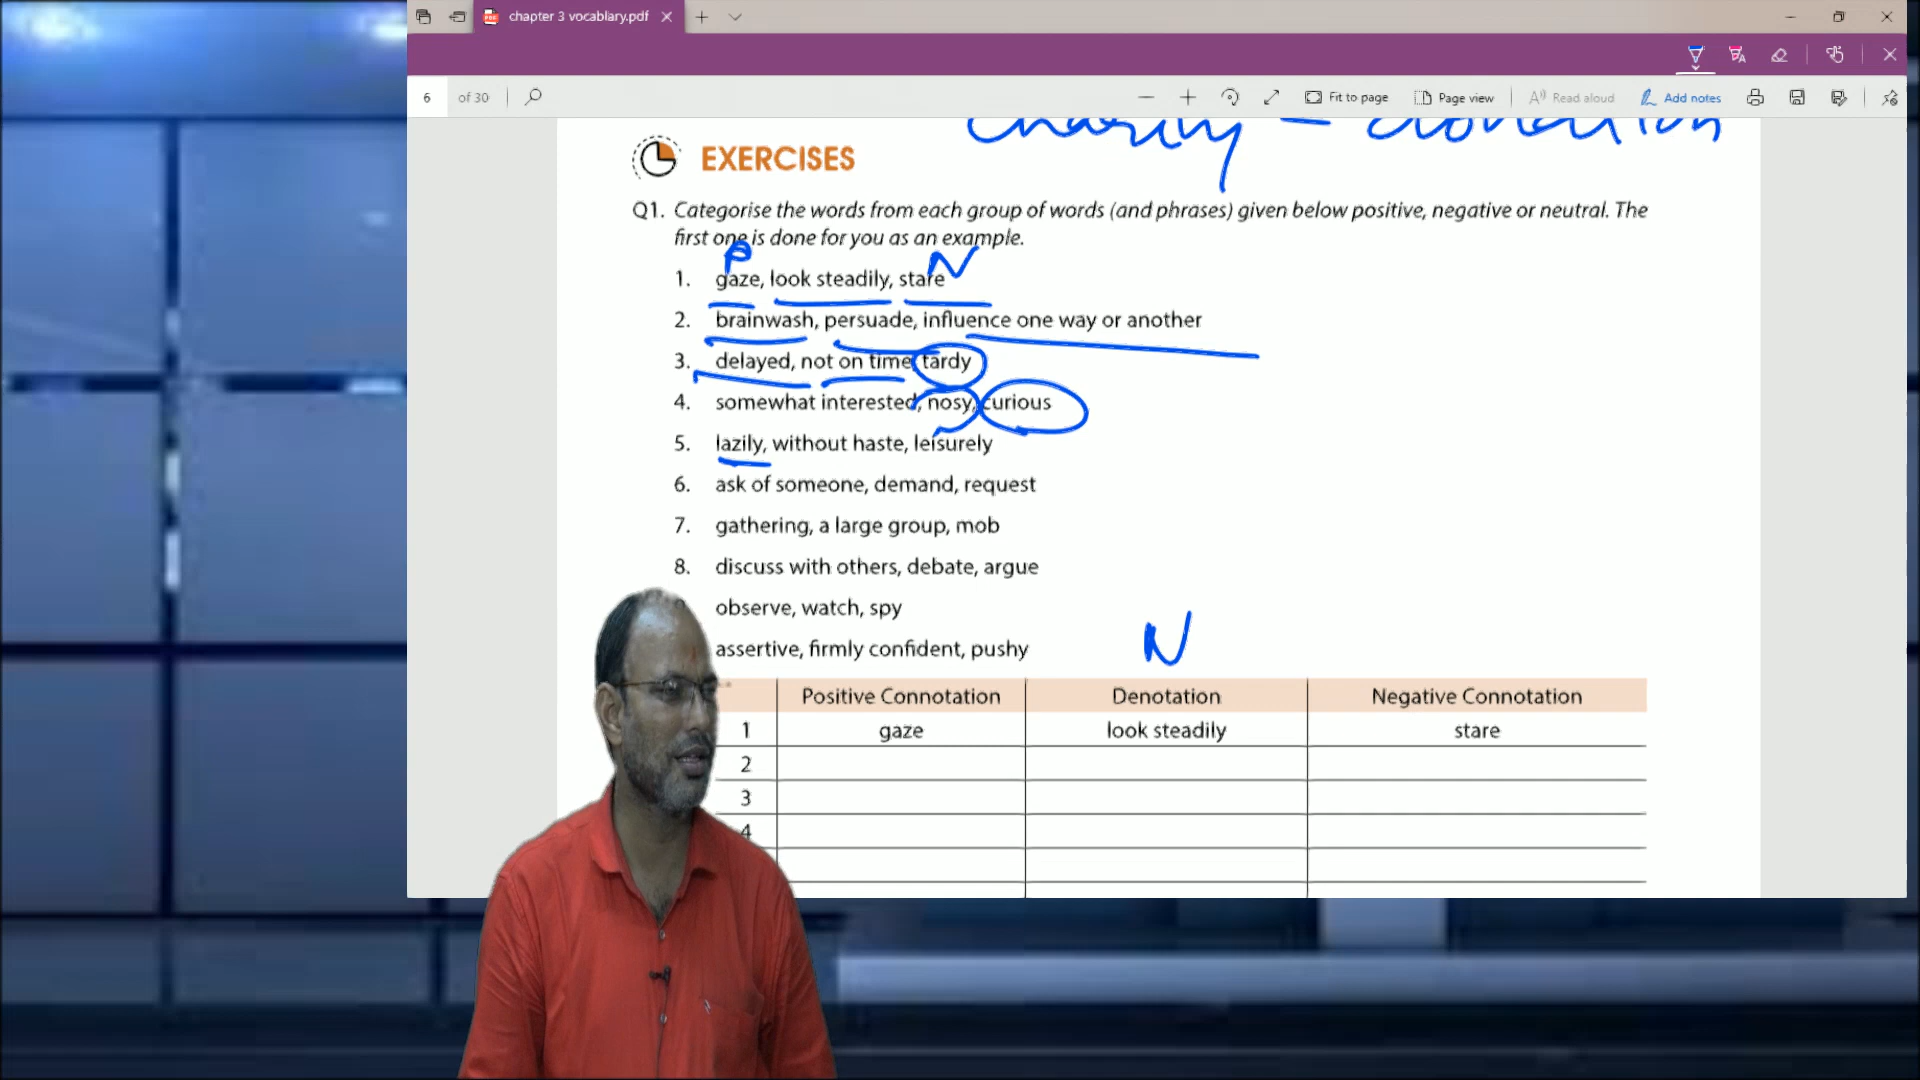 chapter 3 vocablary.pdf
6 of 30 Fit to page Page view Read aloud Add notes
charity - donation
EXERCISES
Q1. Categorise the words from each group of words (and phrases) given below positive, negative or neutral. The
first one is done for you as an example.
P N
1. gaze, look steadily, stare
2. brainwash, persuade, influence one way or another
3. delayed, not on time, tardy
4. somewhat interested, nosy, curious
5. lazily, without haste, leisurely
6. ask of someone, demand, request
7. gathering, a large group, mob
8. discuss with others, debate, argue
observe, watch, spy
assertive, firmly confident, pushy
N
Positive Connotation Denotation Negative Connotation
1 gaze look steadily stare
2
3
4